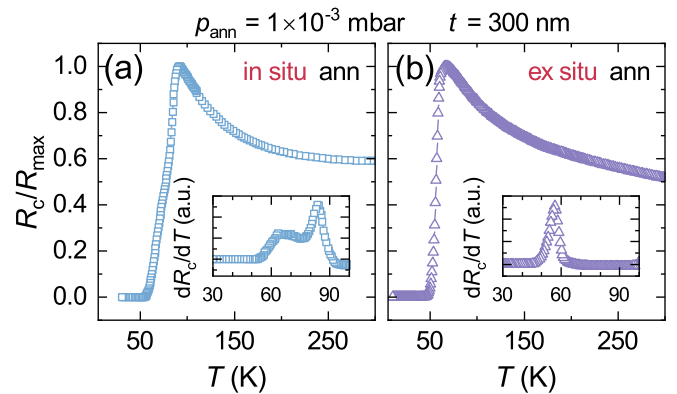 p_ann = 1×10⁻³ mbar t = 300 nm
(a) in situ ann
(b) ex situ ann
R_c/R_max
1.0
0.8
0.6
0.4
0.2
0.0
dR_c/dT (a.u.)
30 60 90
dR_c/dT (a.u.)
30 60 90
50 150 250
50 150 250
T (K)
T (K)